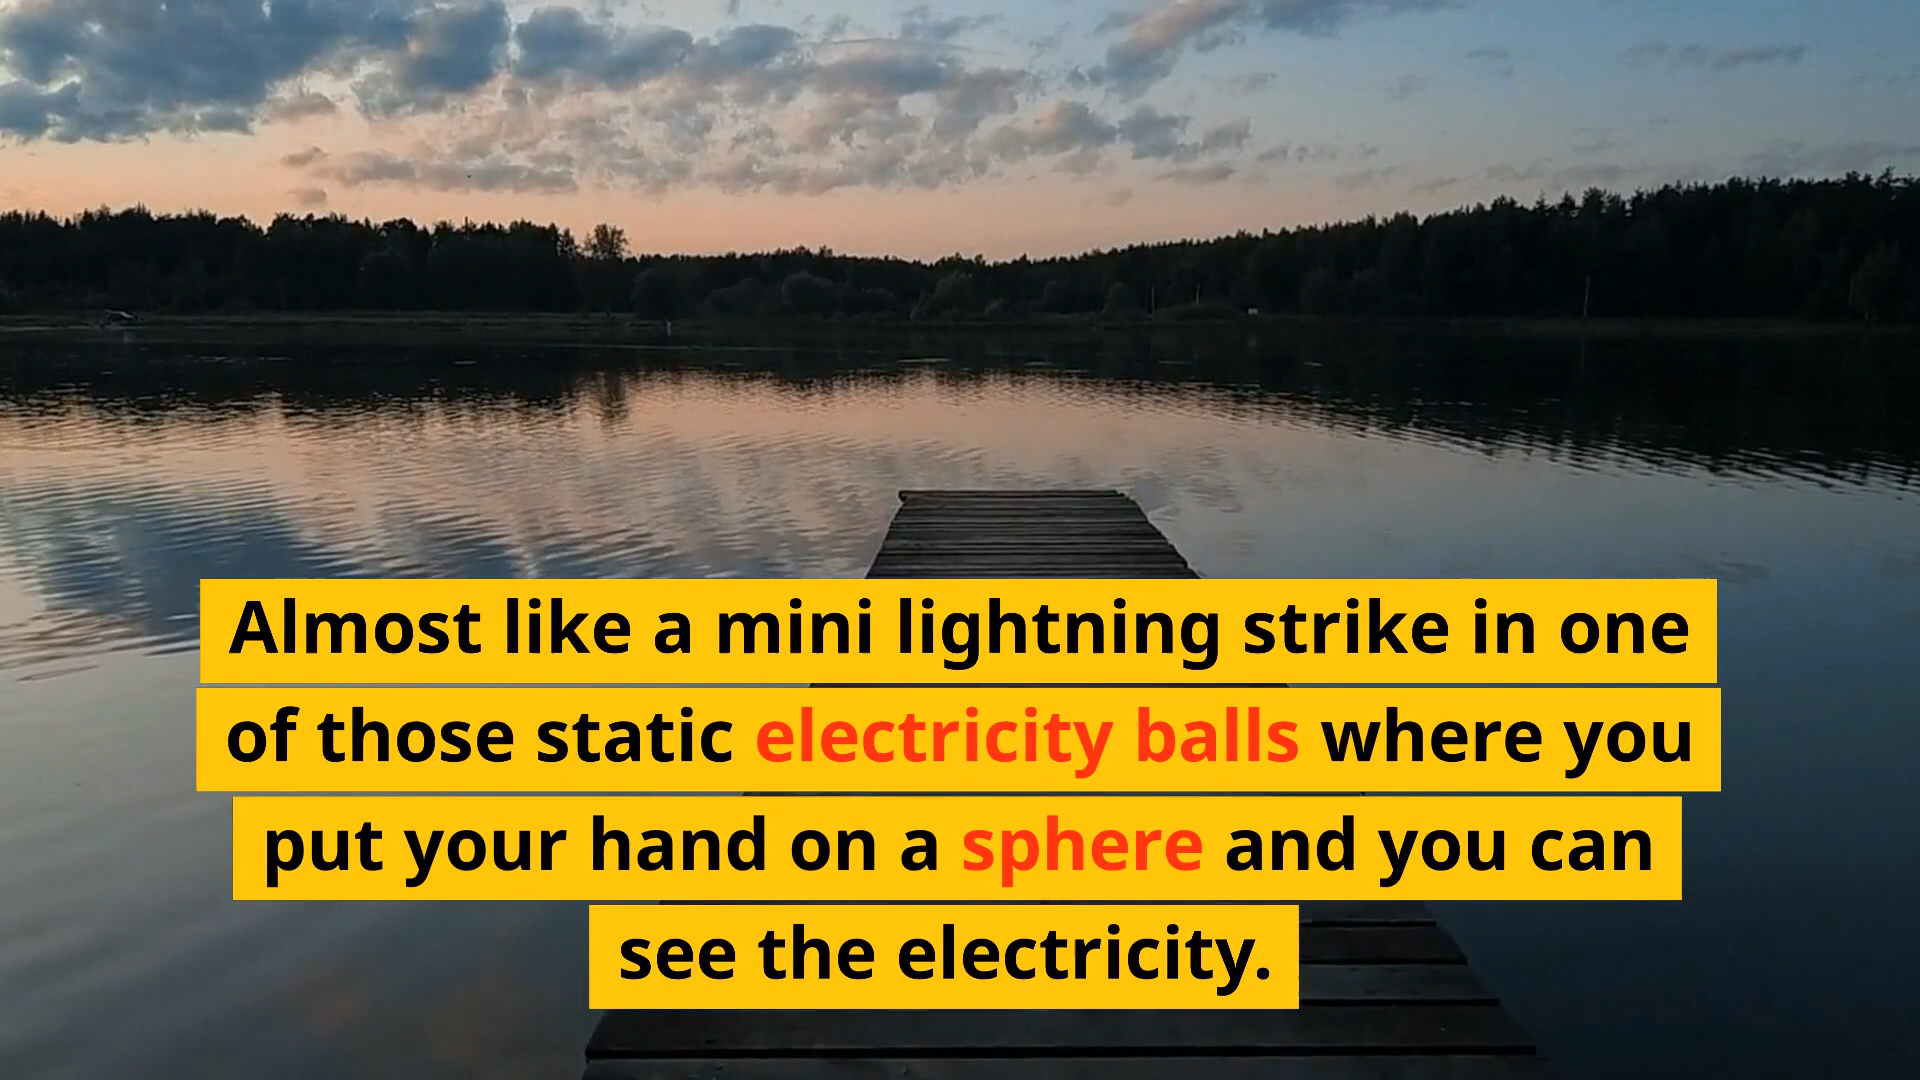 Almost like a mini lightning strike in one
of those static electricity balls where you
put your hand on a sphere and you can
see the electricity.